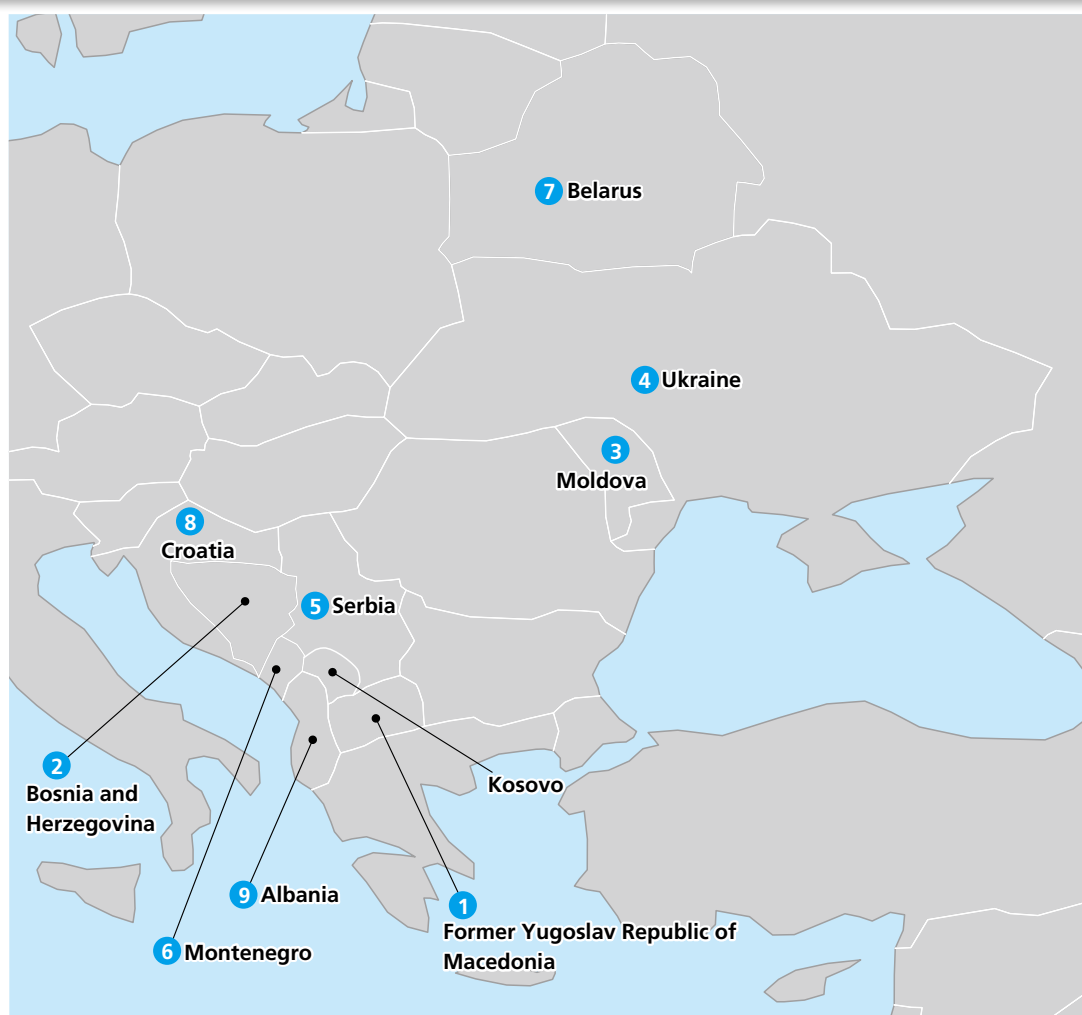 7 Belarus
4 Ukraine
3
Moldova
8
Croatia
5 Serbia
2
Bosnia and
Herzegovina
Kosovo
9 Albania
1
Former Yugoslav Republic of
Macedonia
6 Montenegro